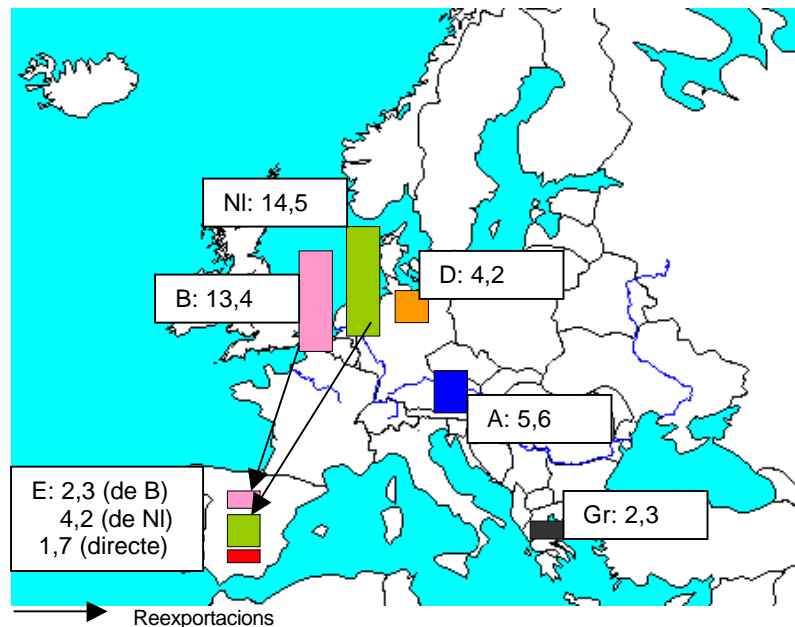 Nl: 14,5
B: 13,4
D: 4,2
A: 5,6
E: 2,3 (de B)
4,2 (de Nl)
1,7 (directe)
Gr: 2,3
Reexportacions